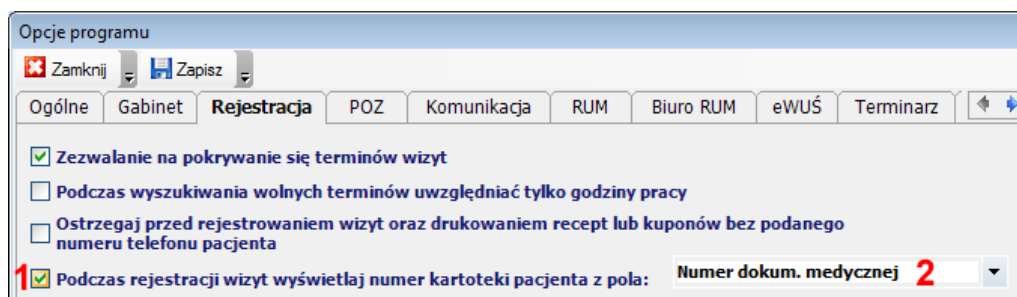 Opcje programu
Zamknij Zapisz
Ogólne Gabinet Rejestracja POZ Komunikacja RUM Biuro RUM eWUŚ Terminarz
Zezwalanie na pokrywanie się terminów wizyt
Podczas wyszukiwania wolnych terminów uwzględniać tylko godziny pracy
Ostrzegaj przed rejestrowaniem wizyt oraz drukowaniem recept lub kuponów bez podanego
numeru telefonu pacjenta
1 Podczas rejestracji wizyt wyświetlaj numer kartoteki pacjenta z pola: Numer dokum. medycznej 2